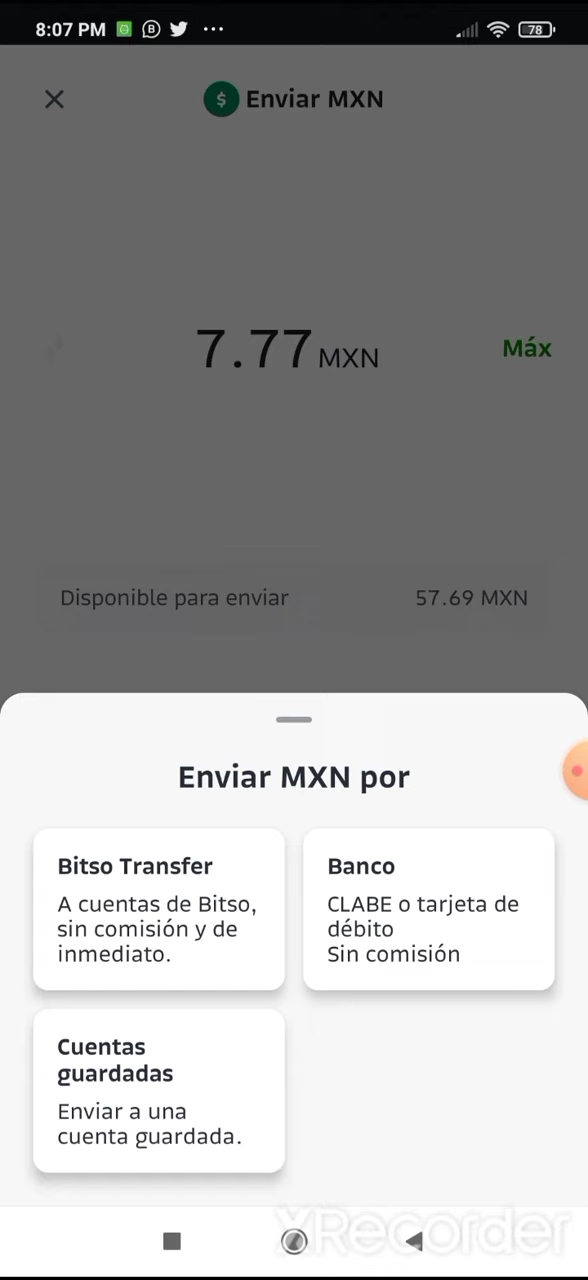 8:07 PM
78
$ Enviar MXN
7.77 MXN
Máx
Disponible para enviar
57.69 MXN
Enviar MXN por
Bitso Transfer
A cuentas de Bitso,
sin comisión y de
inmediato.
Banco
CLABE o tarjeta de
débito
Sin comisión
Cuentas
guardadas
Enviar a una
cuenta guardada.
XRecorder